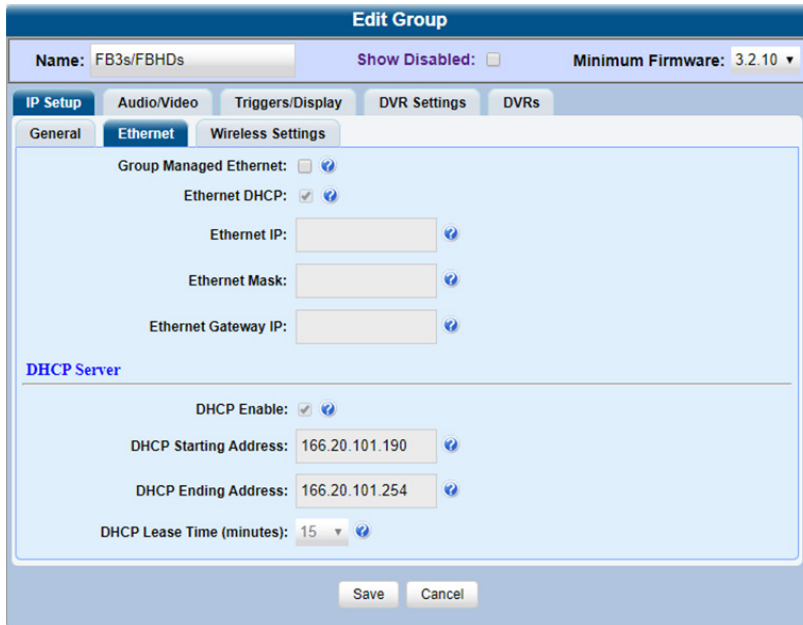 Edit Group
Name: FB3s/FBHDs Show Disabled: Minimum Firmware: 3.2.10
IP Setup Audio/Video Triggers/Display DVR Settings DVRs
General Ethernet Wireless Settings
Group Managed Ethernet: ?
Ethernet DHCP: ?
Ethernet IP: ?
Ethernet Mask: ?
Ethernet Gateway IP: ?
DHCP Server
DHCP Enable: ?
DHCP Starting Address: 166.20.101.190 ?
DHCP Ending Address: 166.20.101.254 ?
DHCP Lease Time (minutes): 15 ?
Save Cancel